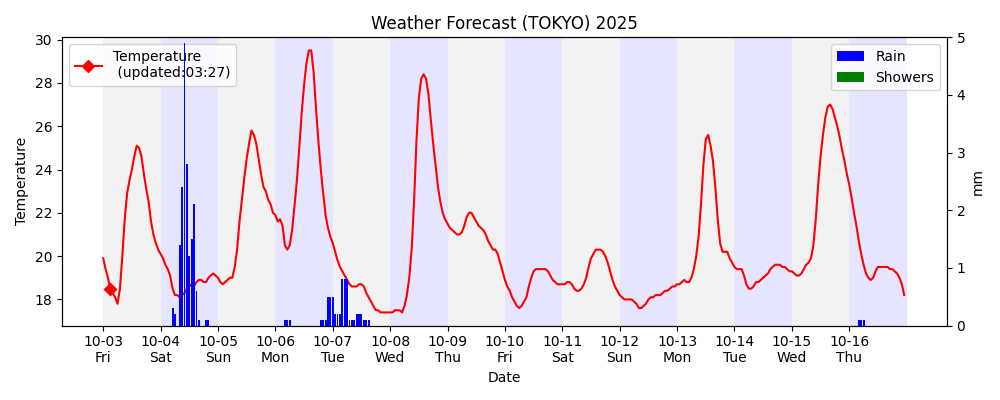 Weather Forecast (TOKYO) 2025
Temperature
(updated:03:27)
Rain
Showers
30
28
26
24
22
20
18
Temperature
5
4
3
2
1
0
mm
10-03 10-04 10-05 10-06 10-07 10-08 10-09 10-10 10-11 10-12 10-13 10-14 10-15 10-16
Fri Sat Sun Mon Tue Wed Thu Fri Sat Sun Mon Tue Wed Thu
Date